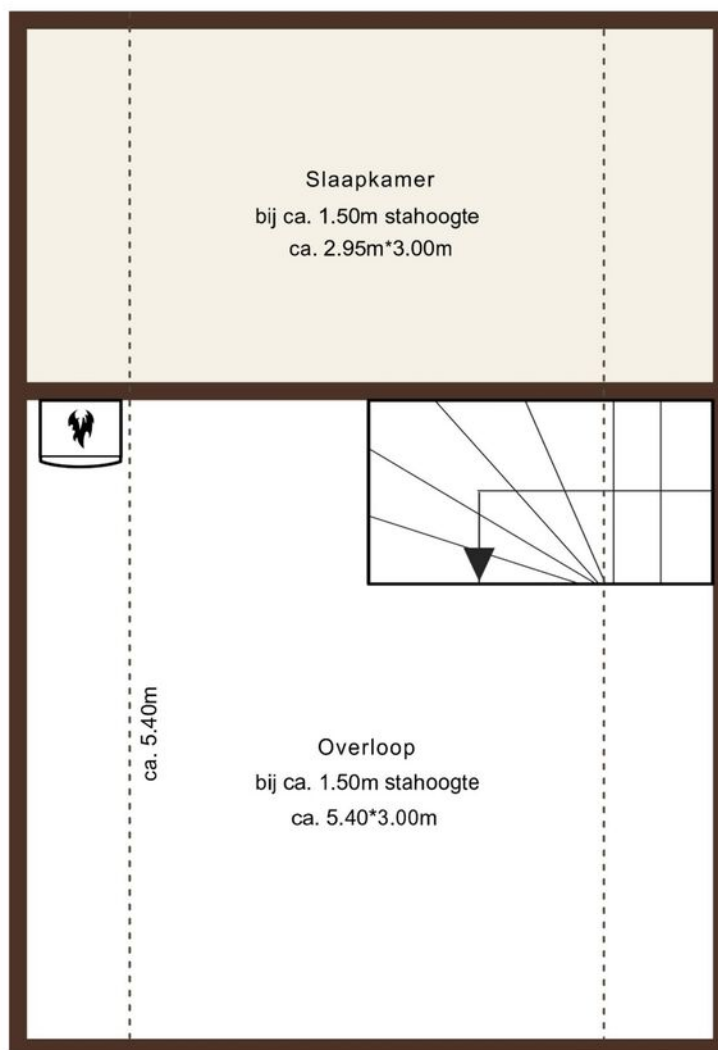 Slaapkamer
bij ca. 1.50m stahoogte
ca. 2.95m*3.00m
ca. 5.40m
Overloop
bij ca. 1.50m stahoogte
ca. 5.40*3.00m